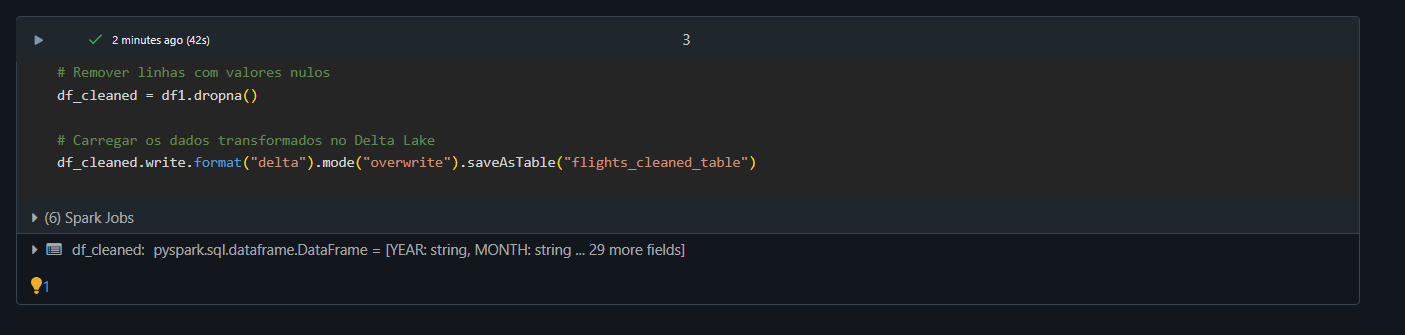 2 minutes ago (42s)
3
# Remover linhas com valores nulos
df_cleaned = df1.dropna()
# Carregar os dados transformados no Delta Lake
df_cleaned.write.format("delta").mode("overwrite").saveAsTable("flights_cleaned_table")
(6) Spark Jobs
df_cleaned: pyspark.sql.dataframe.DataFrame = [YEAR: string, MONTH: string ... 29 more fields]
1